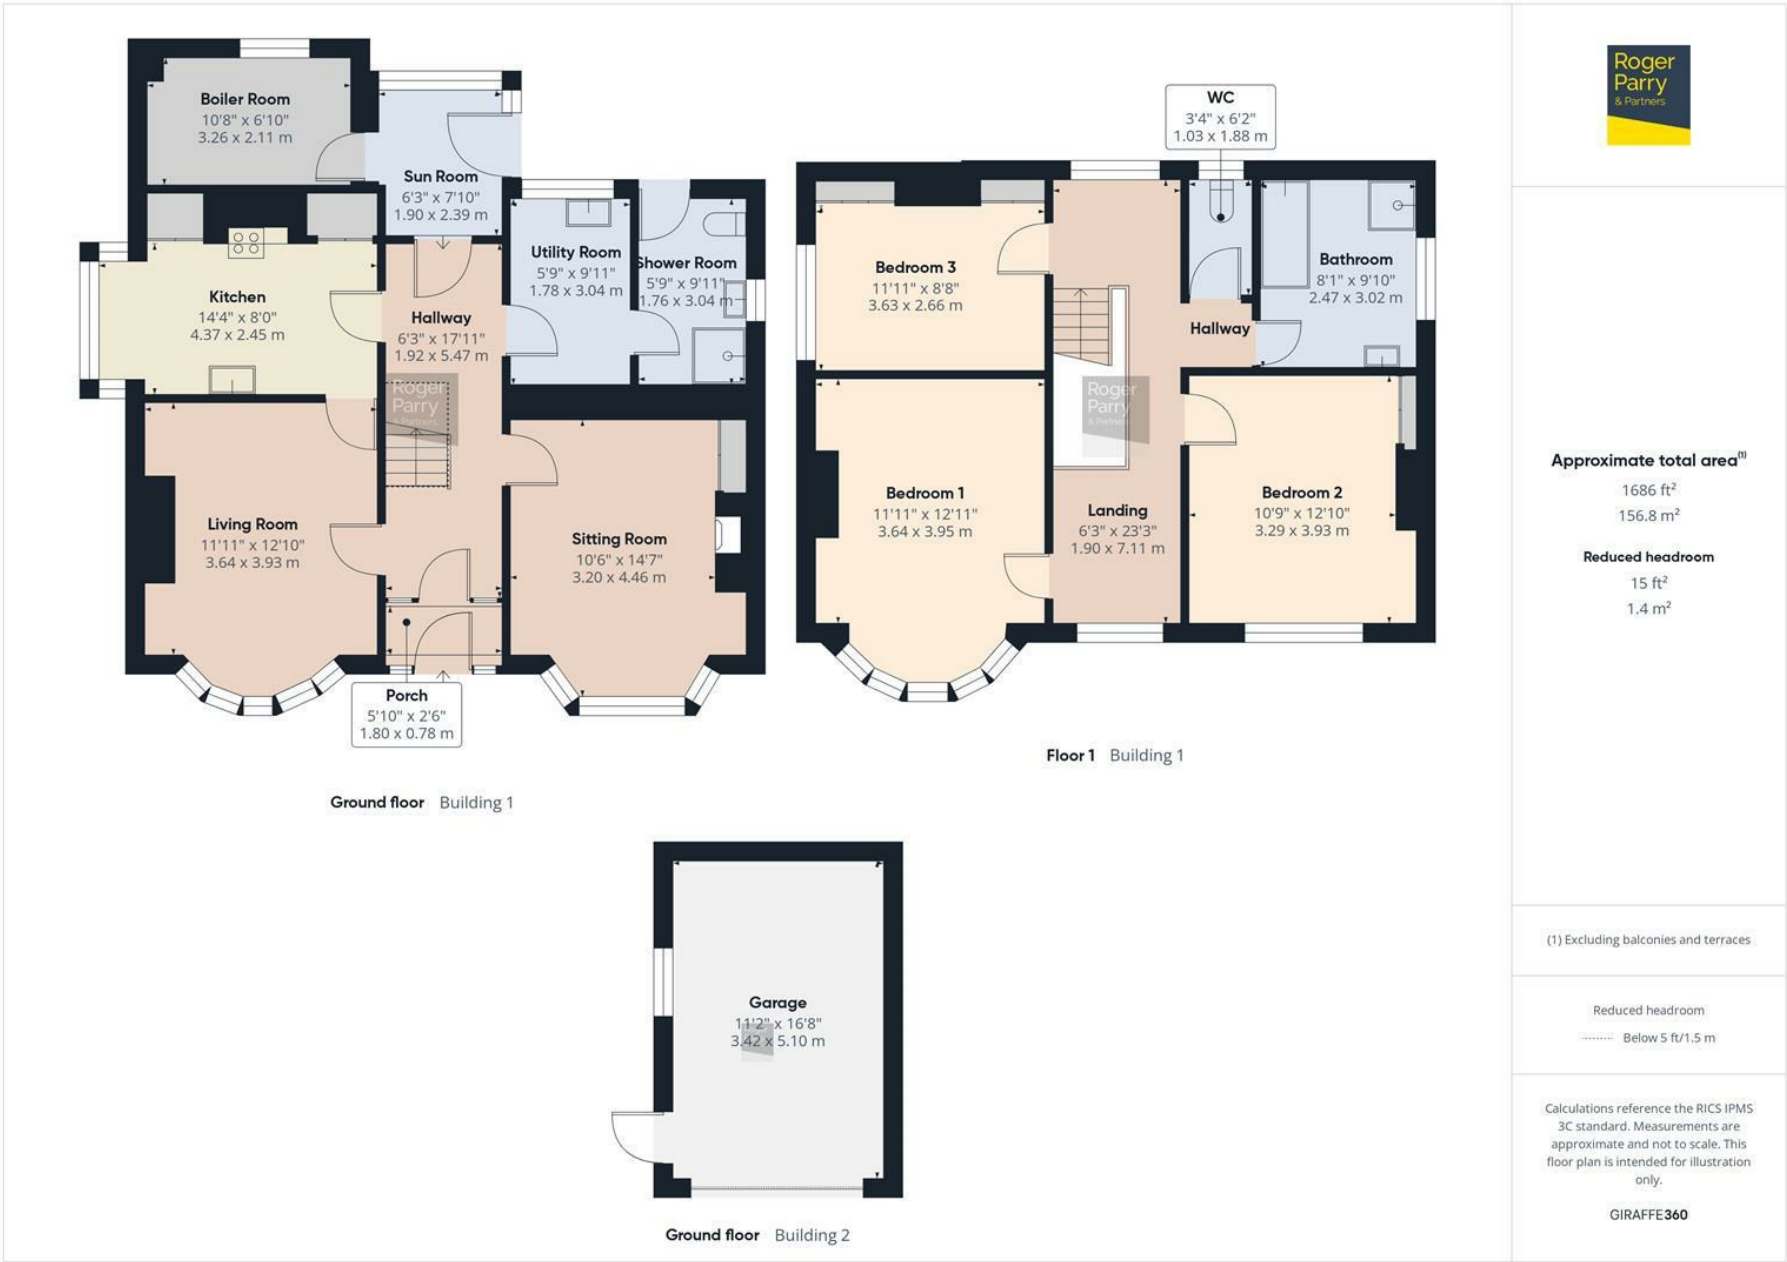 Boiler Room
10'8" x 6'10"
3.26 x 2.11 m
Sun Room
6'3" x 7'10"
1.90 x 2.39 m
Utility Room
5'9" x 9'11"
1.78 x 3.04 m
Shower Room
5'9" x 9'11"
1.76 x 3.04 m
Kitchen
14'4" x 8'0"
4.37 x 2.45 m
Hallway
6'3" x 17'11"
1.92 x 5.47 m
Roger
Parry
& Partners
Living Room
11'11" x 12'10"
3.64 x 3.93 m
Sitting Room
10'6" x 14'7"
3.20 x 4.46 m
Porch
5'10" x 2'6"
1.80 x 0.78 m
Ground floor Building 1
WC
3'4" x 6'2"
1.03 x 1.88 m
Bedroom 3
11'11" x 8'8"
3.63 x 2.66 m
Bathroom
8'1" x 9'10"
2.47 x 3.02 m
Hallway
Roger
Parry
& Partners
Bedroom 1
11'11" x 12'11"
3.64 x 3.95 m
Landing
6'3" x 23'3"
1.90 x 7.11 m
Bedroom 2
10'9" x 12'10"
3.29 x 3.93 m
Floor 1 Building 1
Garage
11'2" x 16'8"
3.42 x 5.10 m
Ground floor Building 2
Roger
Parry
& Partners
Approximate total area(1)
1686 ft²
156.8 m²
Reduced headroom
15 ft²
1.4 m²
(1) Excluding balconies and terraces
Reduced headroom
Below 5 ft/1.5 m
Calculations reference the RICS IPMS
3C standard. Measurements are
approximate and not to scale. This
floor plan is intended for illustration
only.
GIRAFFE360